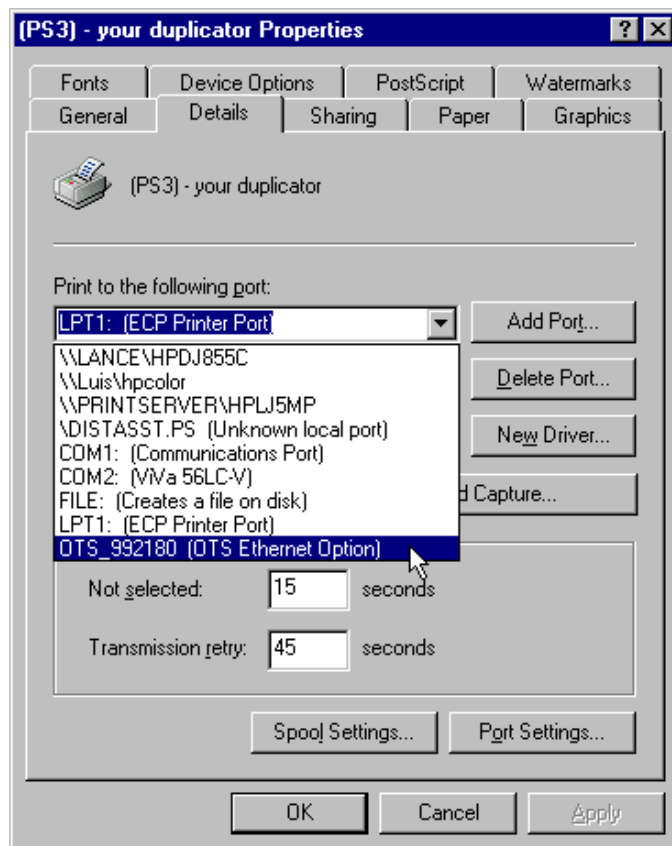 (PS3) - your duplicator Properties
Fonts Device Options PostScript Watermarks
General Details Sharing Paper Graphics
(PS3) - your duplicator
Print to the following port:
LPT1: (ECP Printer Port) Add Port...
\\LANCE\HPDJ855C
\\Luis\hpcolor Delete Port...
\\PRINTSERVER\HPLJ5MP
\DISTASST.PS (Unknown local port) New Driver...
COM1: (Communications Port)
COM2: (ViVa 56LC-V)
FILE: (Creates a file on disk) d Capture...
LPT1: (ECP Printer Port)
OTS_992180 (OTS Ethernet Option)
Not selected: 15 seconds
Transmission retry: 45 seconds
Spool Settings... Port Settings...
OK Cancel Apply